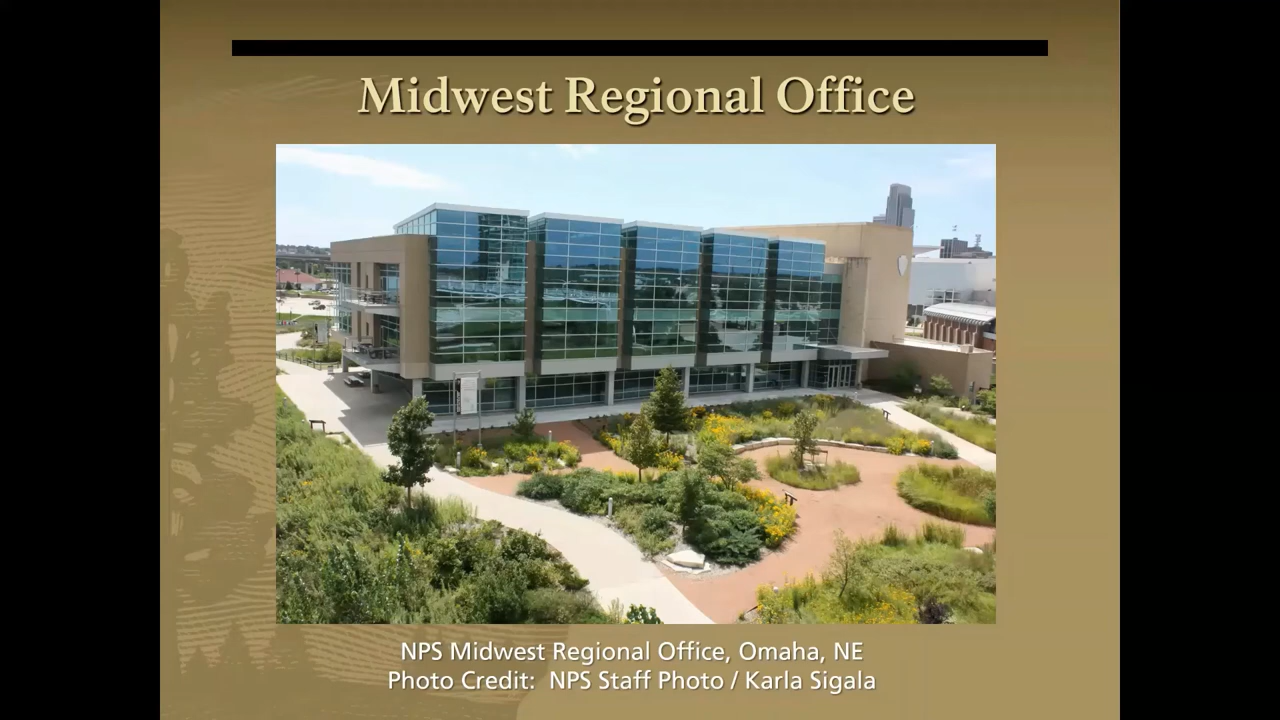 Midwest Regional Office
NPS Midwest Regional Office, Omaha, NE
Photo Credit:  NPS Staff Photo / Karla Sigala